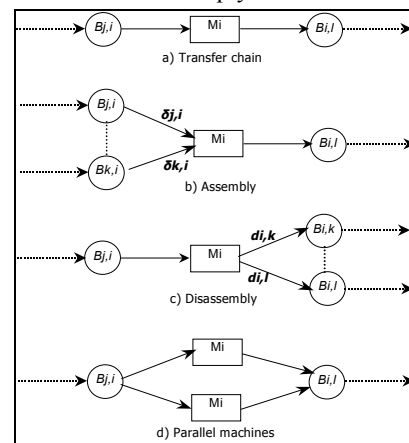 Bj,i Mi Bi,l
a) Transfer chain
Bj,i
δj,i
Mi Bi,l
δk,i
Bk,i
b) Assembly
di,k Bi,k
Bj,i Mi
di,l Bi,l
c) Disassembly
Mi
Bj,i Bi,l
Mi
d) Parallel machines